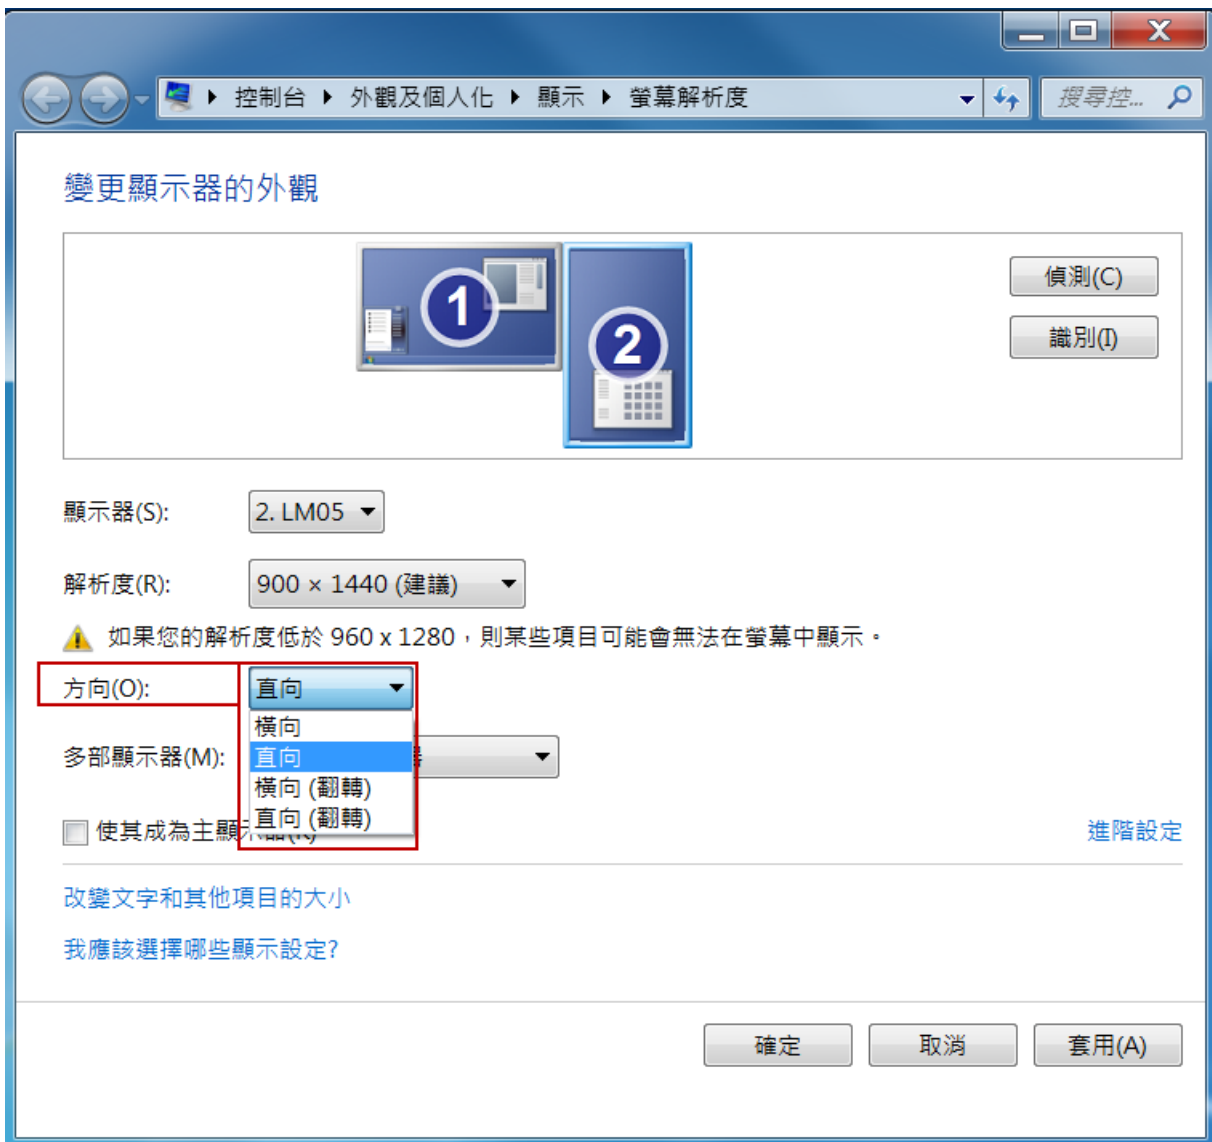 控制台 ▶ 外觀及個人化 ▶ 顯示 ▶ 螢幕解析度
搜尋控...
變更顯示器的外觀
1
2
偵測(C)
識別(I)
顯示器(S): 2. LM05
解析度(R): 900 × 1440 (建議)
如果您的解析度低於 960 x 1280，則某些項目可能會無法在螢幕中顯示。
方向(O): 直向
橫向
直向
橫向 (翻轉)
直向 (翻轉)
多部顯示器(M):
使其成為主顯示器(R)
進階設定
改變文字和其他項目的大小
我應該選擇哪些顯示設定?
確定
取消
套用(A)